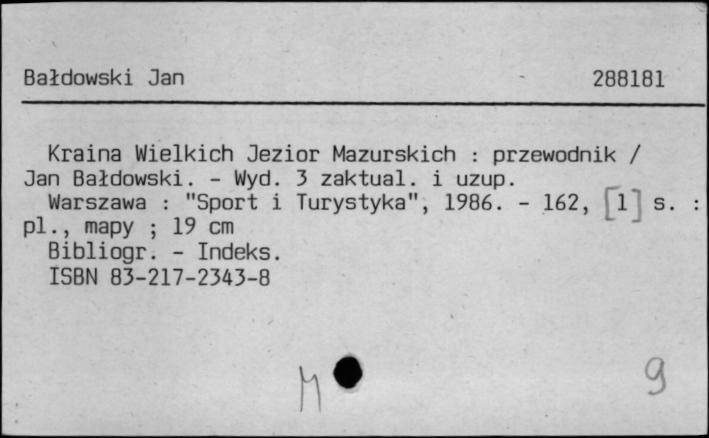 Bałdowski Jan 288181
Kraina Wielkich Jezior Mazurskich : przewodnik /
Jan Bałdowski. - Wyd. 3 zaktual. i uzup.
Warszawa : "Sport i Turystyka", 1986. - 162, [1] s. :
pl., mapy ; 19 cm
Bibliogr. - Indeks.
ISBN 83-217-2343-8
M 9